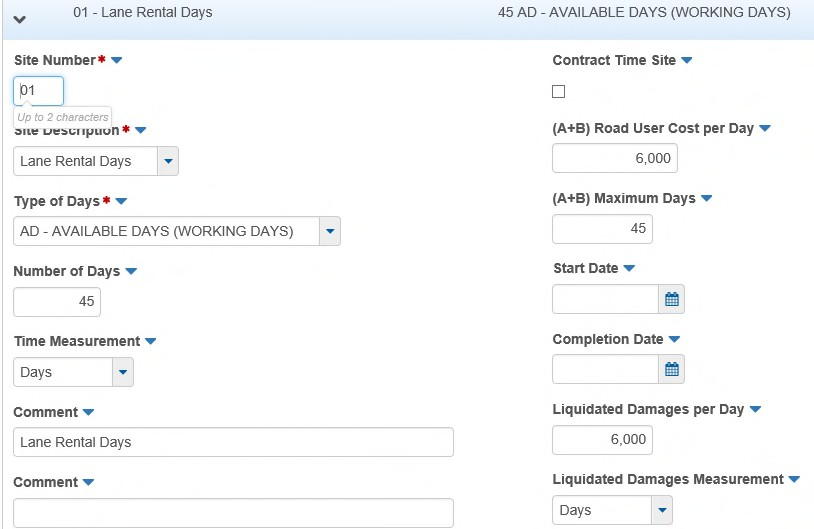 01 - Lane Rental Days 45 AD - AVAILABLE DAYS (WORKING DAYS)
Site Number*
01
Up to 2 characters
Site Description*
Lane Rental Days
Type of Days*
AD - AVAILABLE DAYS (WORKING DAYS)
Number of Days
45
Time Measurement
Days
Comment
Lane Rental Days
Comment
Contract Time Site
(A+B) Road User Cost per Day
6,000
(A+B) Maximum Days
45
Start Date
Completion Date
Liquidated Damages per Day
6,000
Liquidated Damages Measurement
Days